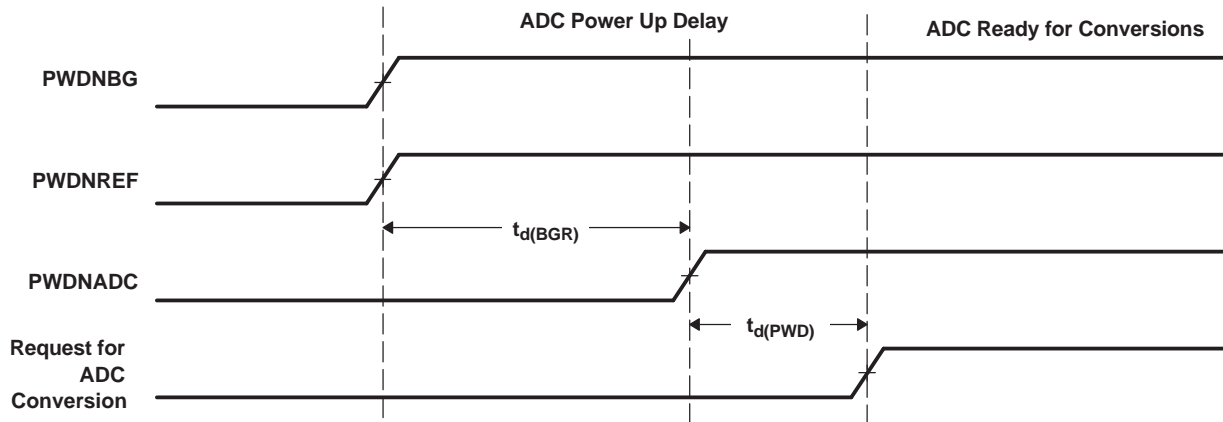 ADC Power Up Delay
ADC Ready for Conversions
PWDNBG
PWDNREF
td(BGR)
PWDNADC
td(PWD)
Request for
ADC
Conversion